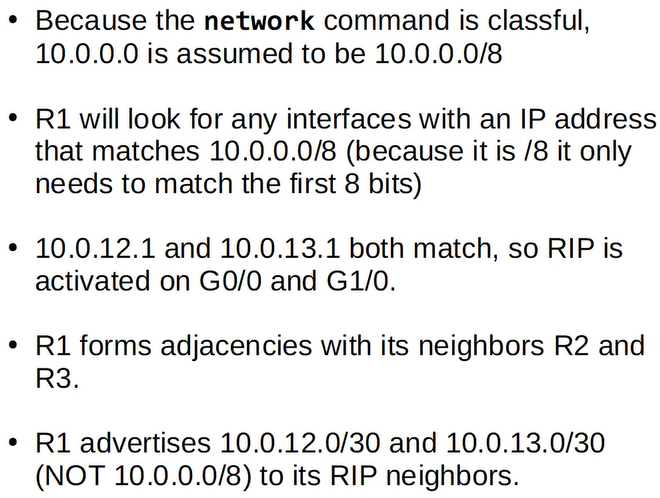 • Because the network command is classful,
10.0.0.0 is assumed to be 10.0.0.0/8
• R1 will look for any interfaces with an IP address
that matches 10.0.0.0/8 (because it is /8 it only
needs to match the first 8 bits)
• 10.0.12.1 and 10.0.13.1 both match, so RIP is
activated on G0/0 and G1/0.
• R1 forms adjacencies with its neighbors R2 and
R3.
• R1 advertises 10.0.12.0/30 and 10.0.13.0/30
(NOT 10.0.0.0/8) to its RIP neighbors.